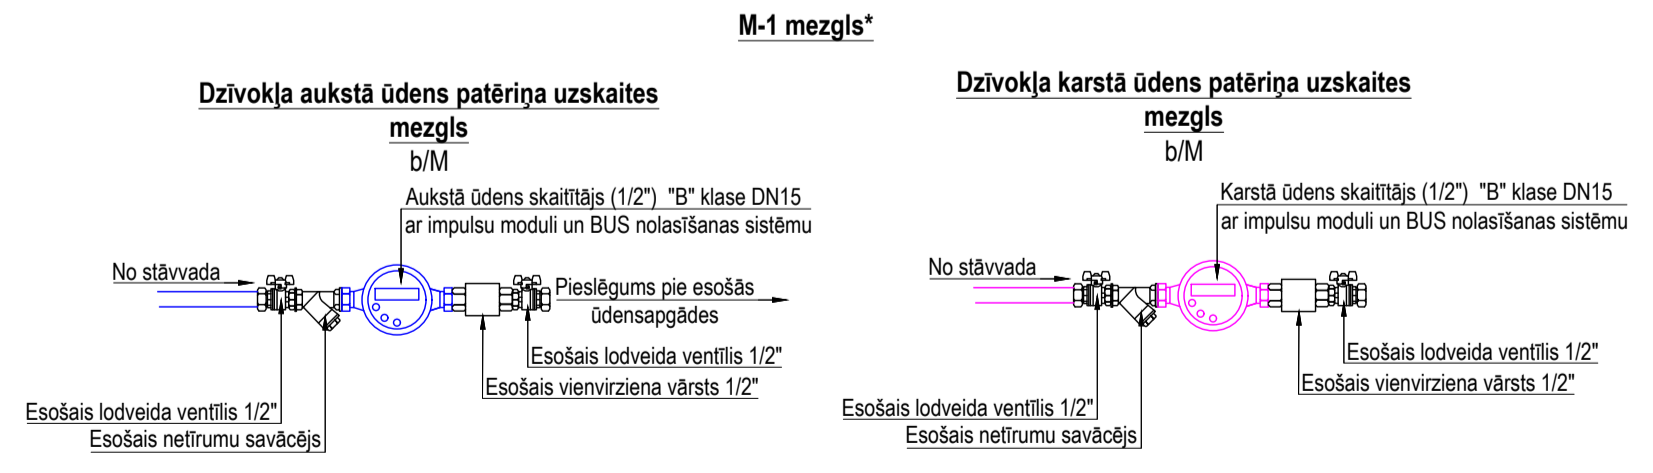 M-1 mezgls*
Dzīvokļa aukstā ūdens patēriņa uzskaites
mezgls
b/M
Aukstā ūdens skaitītājs (1/2") "B" klase DN15
ar impulsu moduli un BUS nolasīšanas sistēmu
No stāvvada
Pieslēgums pie esošās
ūdensapgādes
Esošais lodveida ventīlis 1/2"
Esošais vienvirziena vārsts 1/2"
Esošais lodveida ventīlis 1/2"
Esošais netīrumu savācējs
Dzīvokļa karstā ūdens patēriņa uzskaites
mezgls
b/M
Karstā ūdens skaitītājs (1/2") "B" klase DN15
ar impulsu moduli un BUS nolasīšanas sistēmu
No stāvvada
Esošais lodveida ventīlis 1/2"
Esošais vienvirziena vārsts 1/2"
Esošais lodveida ventīlis 1/2"
Esošais netīrumu savācējs